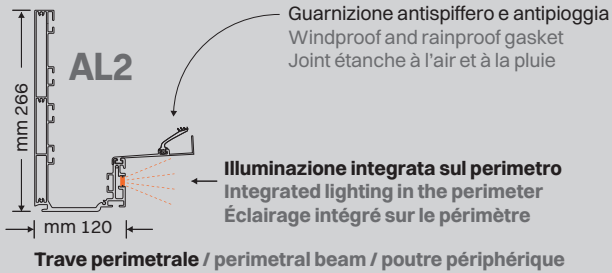 Guarnizione antispiffero e antipioggia
Windproof and rainproof gasket
Joint étanche à l'air et à la pluie
AL2
mm 266
Illuminazione integrata sul perimetro
Integrated lighting in the perimeter
Éclairage intégré sur le périmètre
mm 120
Trave perimetrale / perimetral beam / poutre périphérique